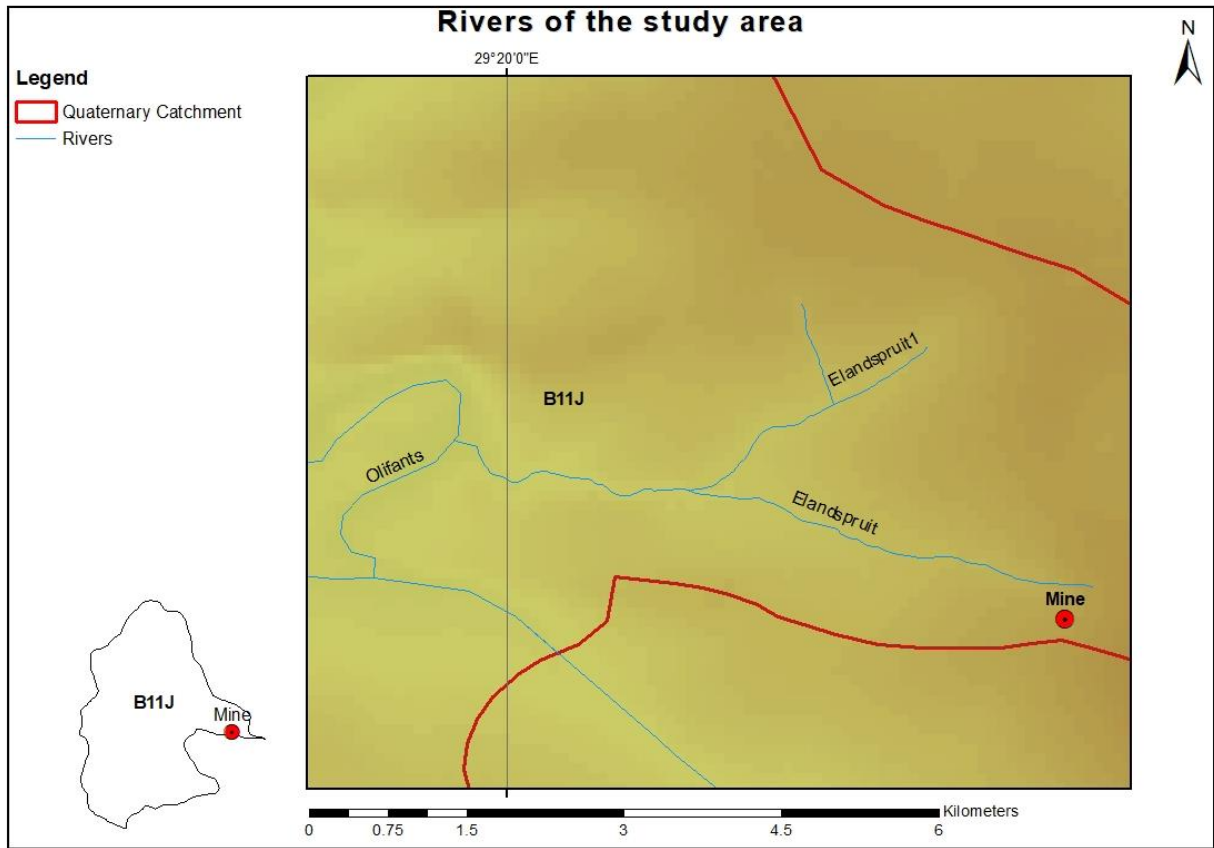 Rivers of the study area
N
29°20'0"E
Legend
Quaternary Catchment
Rivers
Elandspruit1
B11J
Olifants
Elandspruit
Mine
B11J
Mine
Kilometers
0 0.75 1.5 3 4.5 6